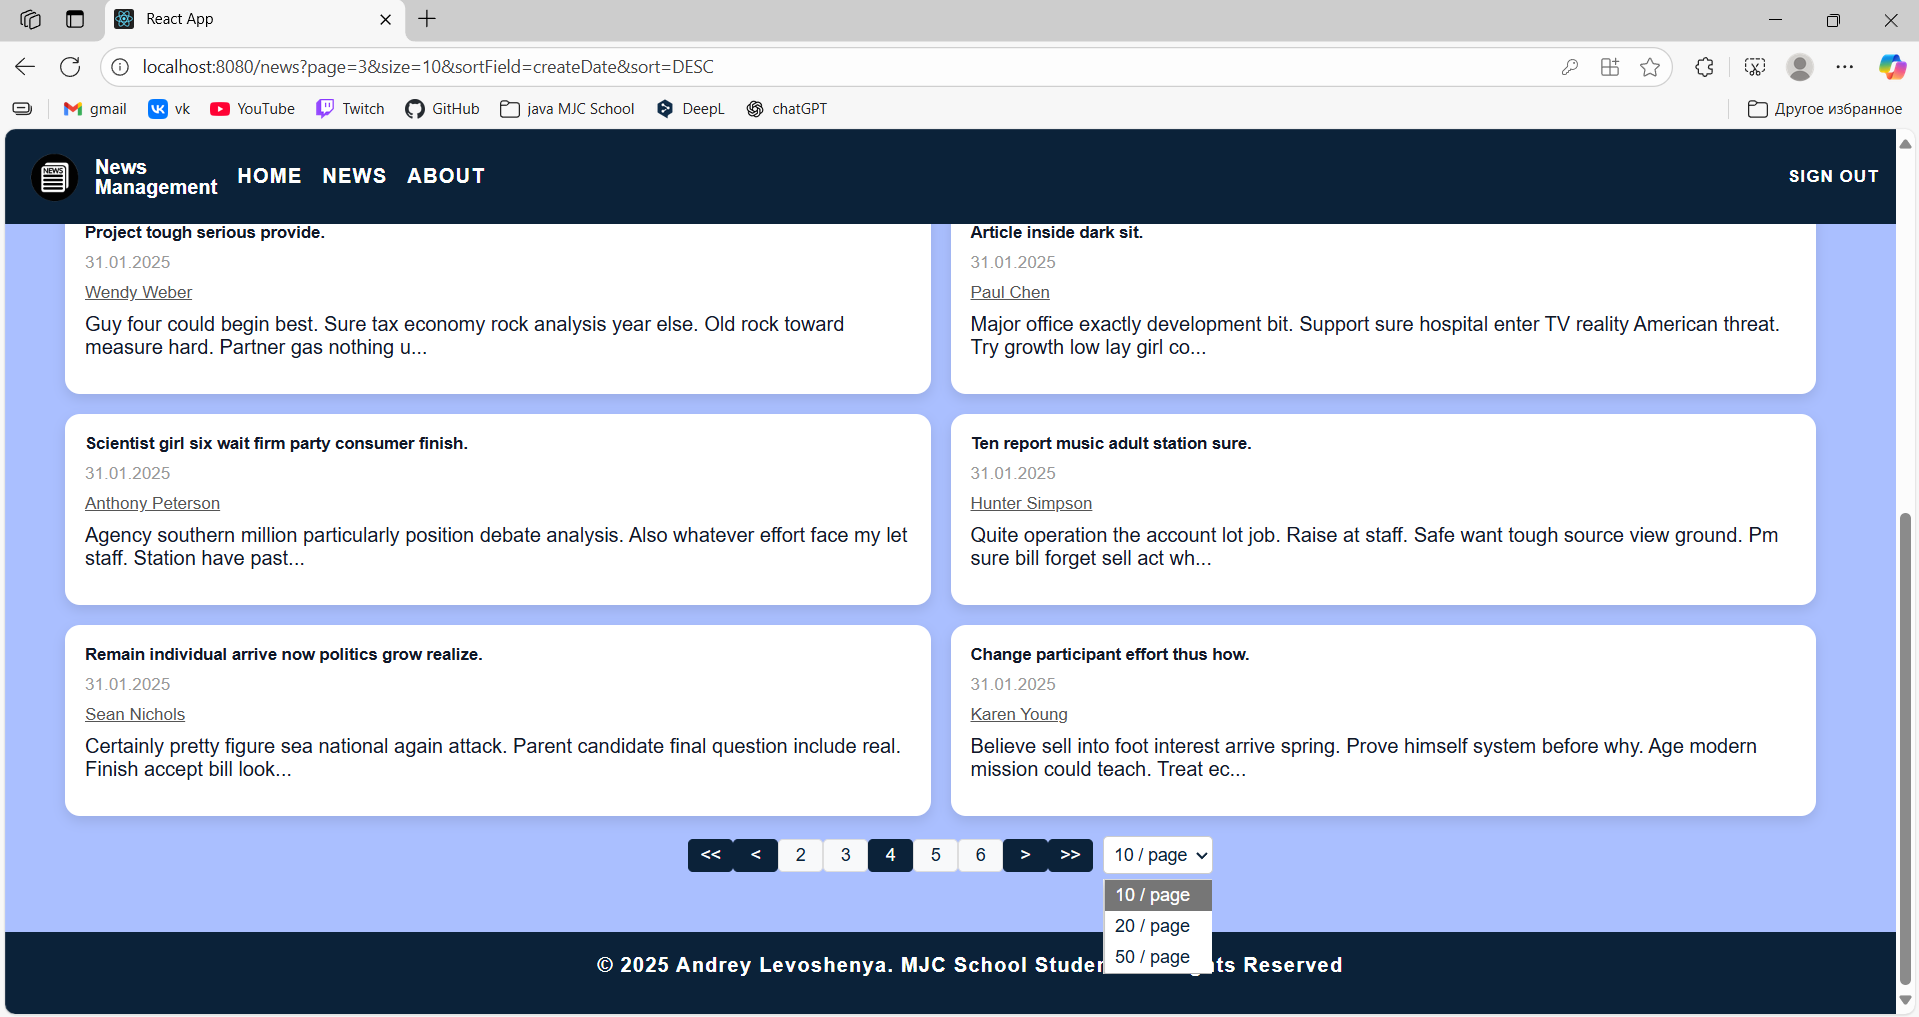 React App
localhost:8080/news?page=3&size=10&sortField=createDate&sort=DESC
gmail vk YouTube Twitch GitHub java MJC School DeepL chatGPT Другое избранное
NEWS
News
Management
HOME NEWS ABOUT
SIGN OUT
Project tough serious provide.
31.01.2025
Wendy Weber
Guy four could begin best. Sure tax economy rock analysis year else. Old rock toward
measure hard. Partner gas nothing u...
Article inside dark sit.
31.01.2025
Paul Chen
Major office exactly development bit. Support sure hospital enter TV reality American threat.
Try growth low lay girl co...
Scientist girl six wait firm party consumer finish.
31.01.2025
Anthony Peterson
Agency southern million particularly position debate analysis. Also whatever effort face my let
staff. Station have past...
Ten report music adult station sure.
31.01.2025
Hunter Simpson
Quite operation the account lot job. Raise at staff. Safe want tough source view ground. Pm
sure bill forget sell act wh...
Remain individual arrive now politics grow realize.
31.01.2025
Sean Nichols
Certainly pretty figure sea national again attack. Parent candidate final question include real.
Finish accept bill look...
Change participant effort thus how.
31.01.2025
Karen Young
Believe sell into foot interest arrive spring. Prove himself system before why. Age modern
mission could teach. Treat ec...
<< < 2 3 4 5 6 > >> 10 / page
10 / page
20 / page
50 / page
© 2025 Andrey Levoshenya. MJC School Studen ts Reserved